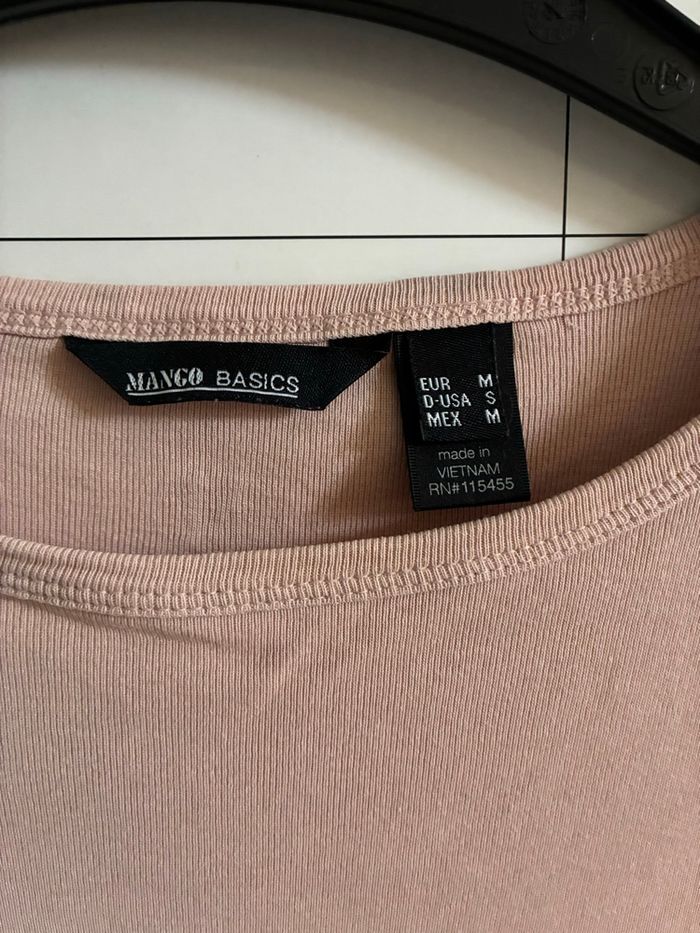 MANGO BASICS
EUR M
D-USA S
MEX M
made in
VIETNAM
RN#115455